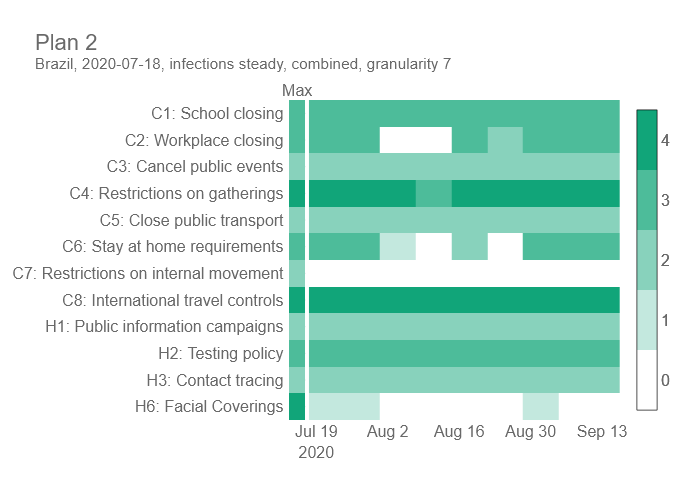 Plan 2
Brazil, 2020-07-18, infections steady, combined, granularity 7
Max
C1: School closing
C2: Workplace closing
C3: Cancel public events
C4: Restrictions on gatherings
C5: Close public transport
C6: Stay at home requirements
C7: Restrictions on internal movement
C8: International travel controls
H1: Public information campaigns
H2: Testing policy
H3: Contact tracing
H6: Facial Coverings
4
3
2
1
0
Jul 19 Aug 2 Aug 16 Aug 30 Sep 13
2020